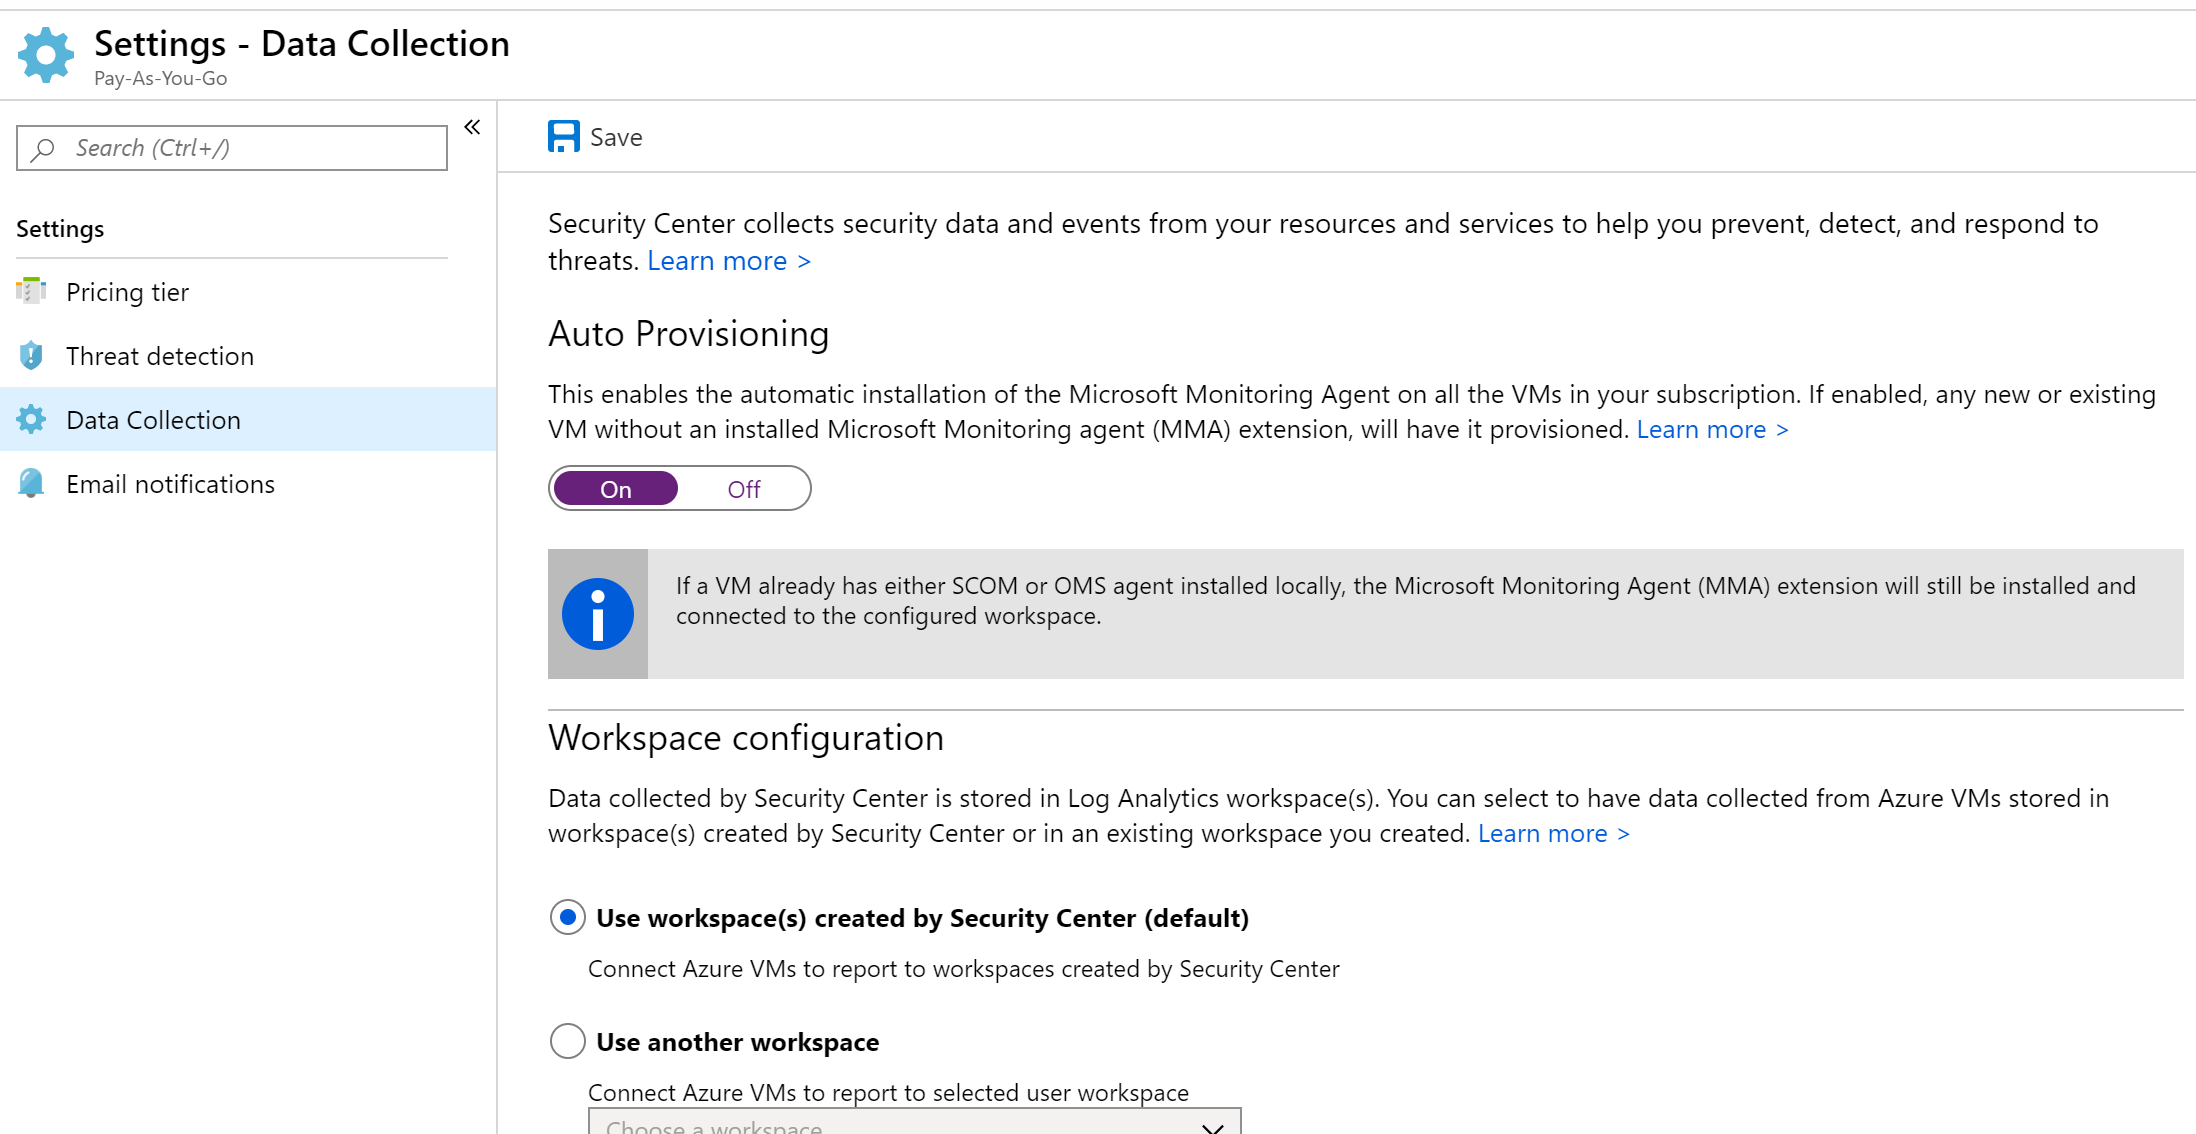 Settings - Data Collection
Pay-As-You-Go
Search (Ctrl+/)
«
Settings
Pricing tier
Threat detection
Data Collection
Email notifications
Save
Security Center collects security data and events from your resources and services to help you prevent, detect, and respond to
threats. Learn more >
Auto Provisioning
This enables the automatic installation of the Microsoft Monitoring Agent on all the VMs in your subscription. If enabled, any new or existing
VM without an installed Microsoft Monitoring agent (MMA) extension, will have it provisioned. Learn more >
On Off
If a VM already has either SCOM or OMS agent installed locally, the Microsoft Monitoring Agent (MMA) extension will still be installed and
connected to the configured workspace.
Workspace configuration
Data collected by Security Center is stored in Log Analytics workspace(s). You can select to have data collected from Azure VMs stored in
workspace(s) created by Security Center or in an existing workspace you created. Learn more >
Use workspace(s) created by Security Center (default)
Connect Azure VMs to report to workspaces created by Security Center
Use another workspace
Connect Azure VMs to report to selected user workspace
Choose a workspace